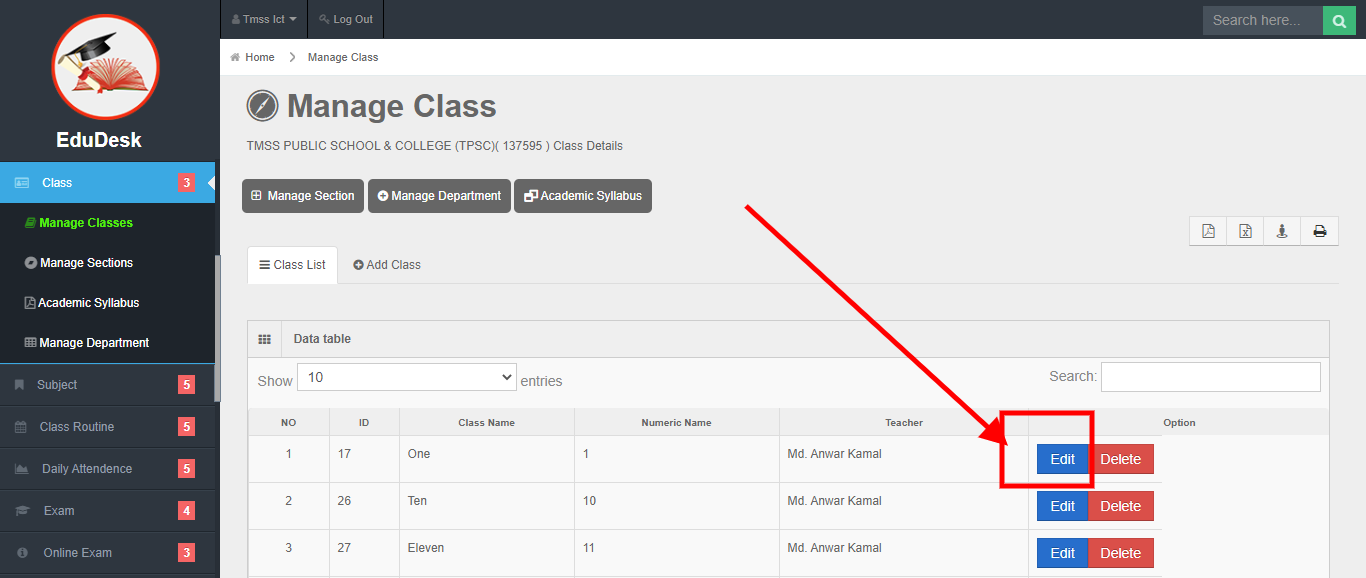 Tmss Ict
Log Out
Search here...
EduDesk
Home
Manage Class
Manage Class
TMSS PUBLIC SCHOOL & COLLEGE (TPSC)( 137595 ) Class Details
Manage Section
Manage Department
Academic Syllabus
Class 3
Manage Classes
Manage Sections
Academic Syllabus
Manage Department
Subject 5
Class Routine 5
Daily Attendence 5
Exam 4
Online Exam 3
Class List
Add Class
Data table
Show 10 entries
Search:
NO ID Class Name Numeric Name Teacher Option
1 17 One 1 Md. Anwar Kamal Edit Delete
2 26 Ten 10 Md. Anwar Kamal Edit Delete
3 27 Eleven 11 Md. Anwar Kamal Edit Delete